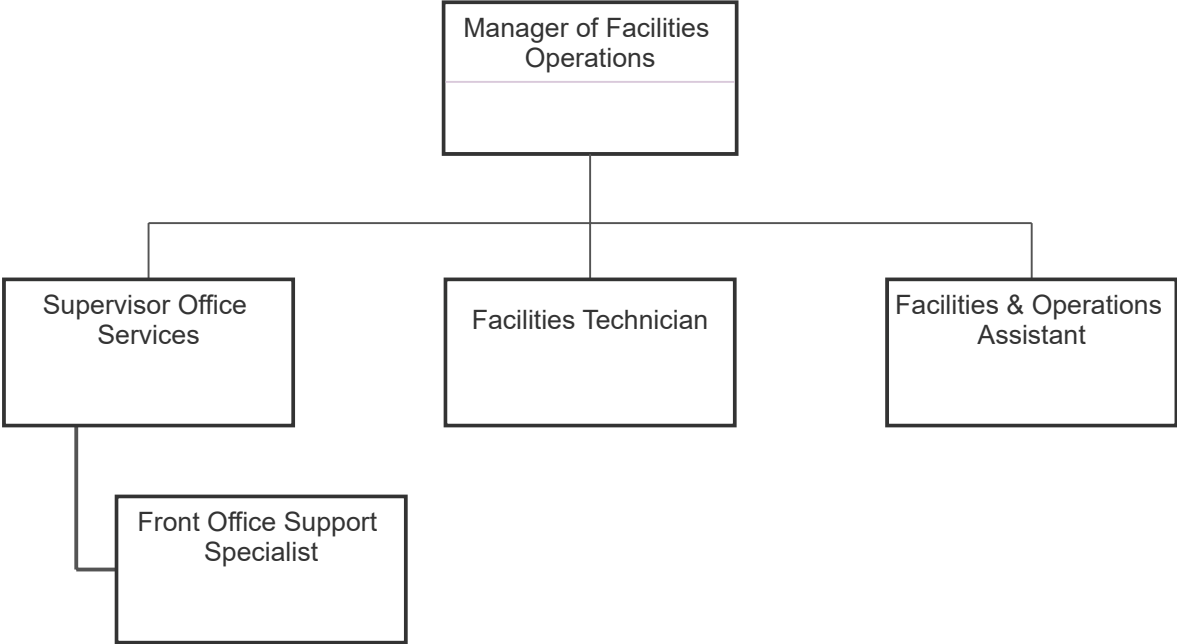 Manager of Facilities
Operations
Supervisor Office
Services
Facilities Technician
Facilities & Operations
Assistant
Front Office Support
Specialist